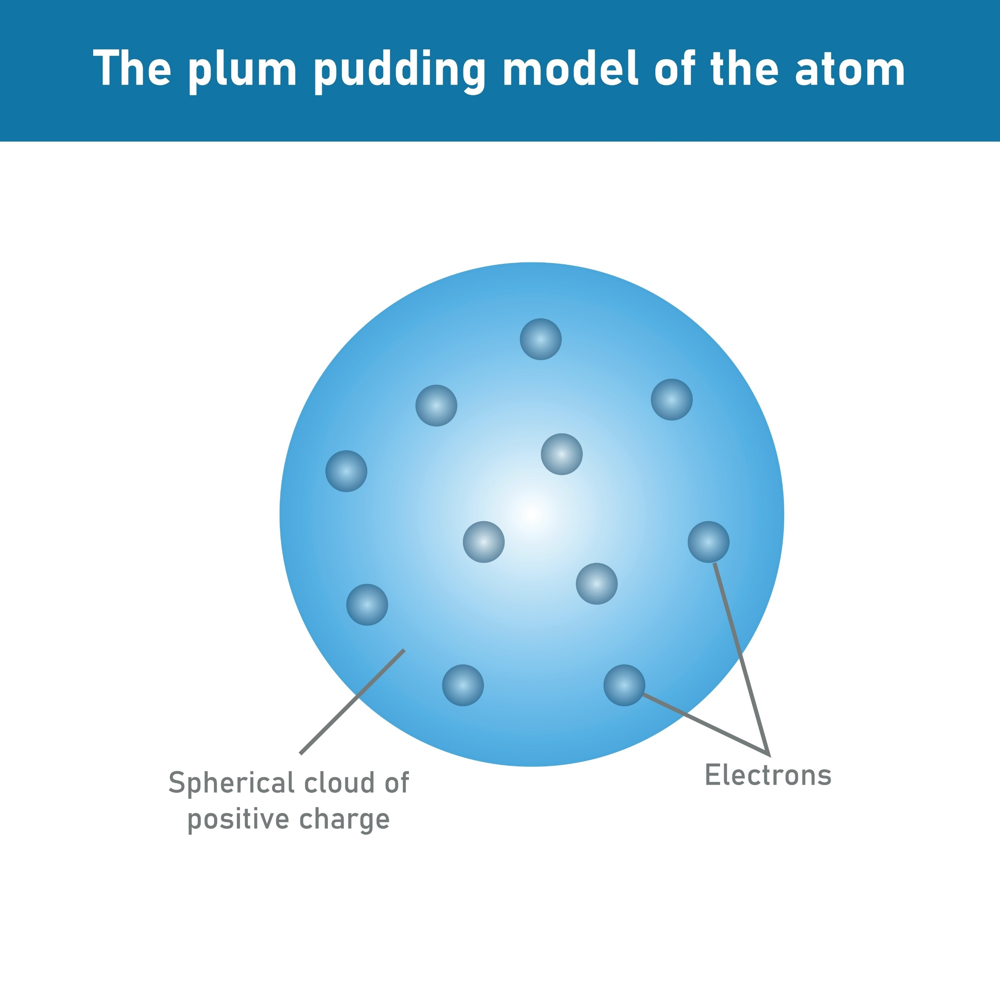 The plum pudding model of the atom
Spherical cloud of
positive charge
Electrons